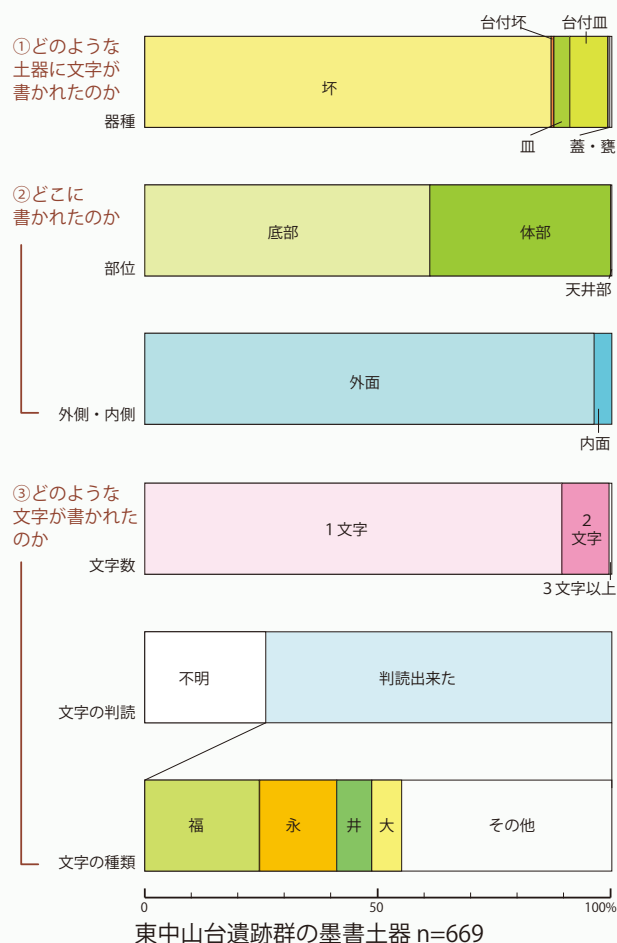 ①どのような
土器に文字が
書かれたのか
器種
台付坏
台付皿
坏
皿
蓋・甕
②どこに
書かれたのか
部位
底部
体部
天井部
外側・内側
外面
内面
③どのような
文字が書かれた
のか
文字数
1文字
2
文字
3文字以上
文字の判読
不明
判読出来た
文字の種類
福
永
井
大
その他
0
50
100%
東中山台遺跡群の墨書土器 n=669